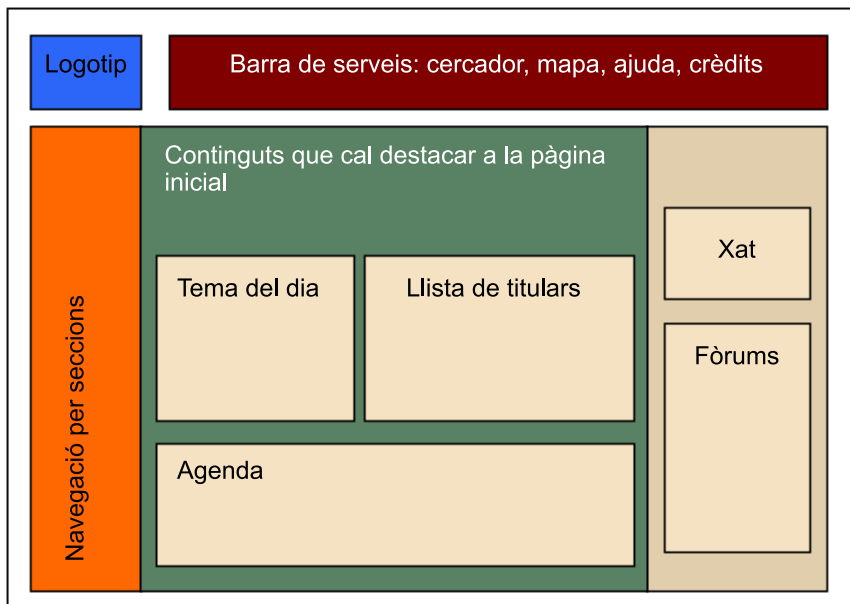 Logotip
Barra de serveis: cercador, mapa, ajuda, crèdits
Navegació per seccions
Continguts que cal destacar a la pàgina
inicial
Tema del dia
Llista de titulars
Agenda
Xat
Fòrums